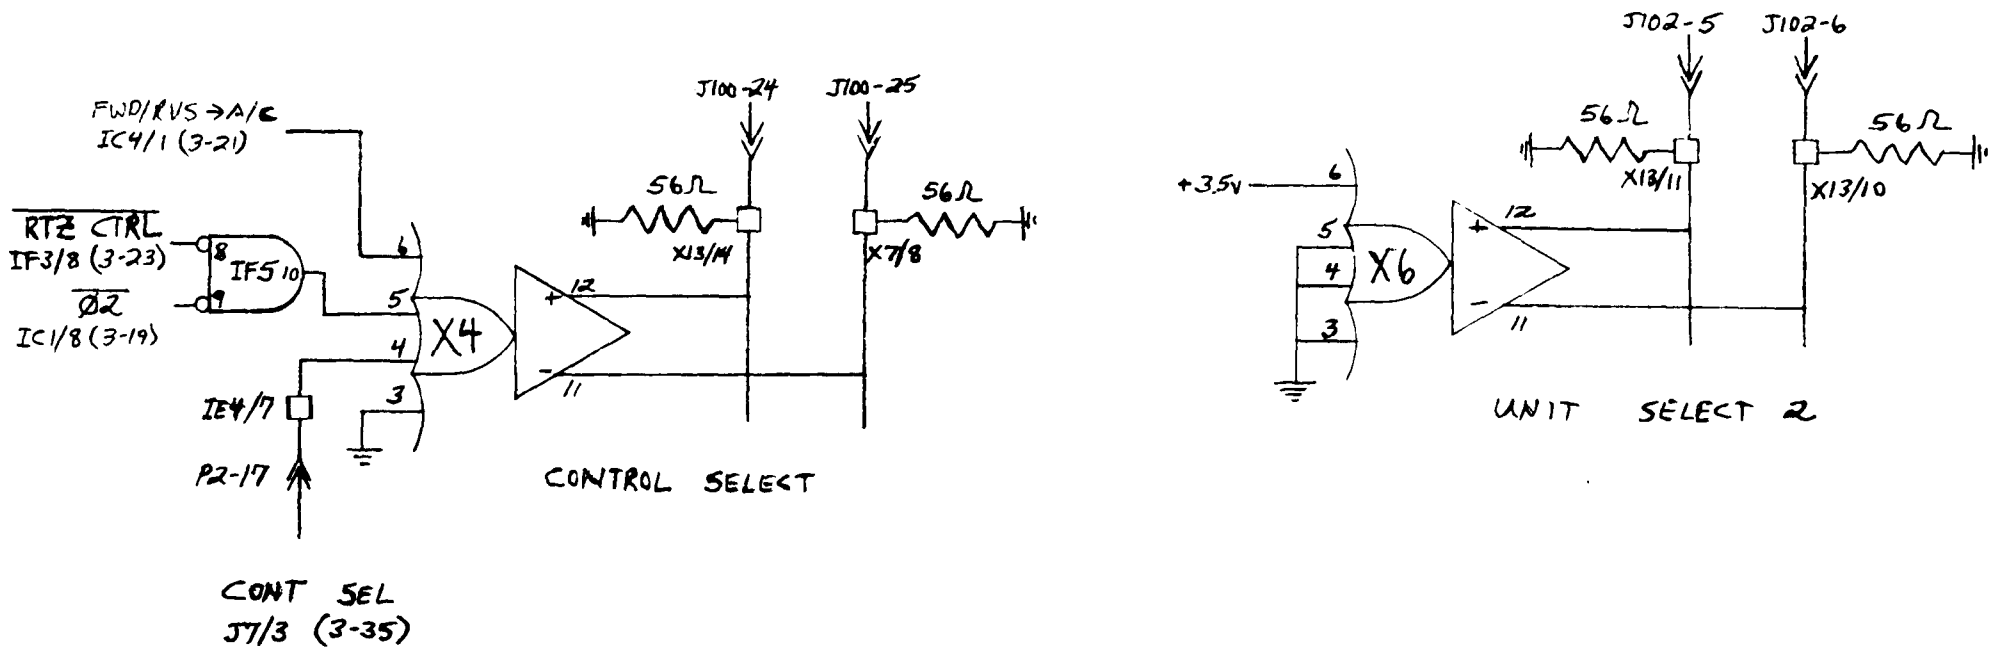 J102-5 J102-6
J100-24 J100-25
FWD/RVS→A/C
IC4/1 (3-21)
56Ω 56Ω
X13/11 X13/10
+3.5V
6
5
4
3
X6
+ 12
- 11
UNIT SELECT 2
56Ω 56Ω
X13/14 X7/8
RTZ CTRL
IF3/8 (3-23)
Ø2
IC1/8 (3-19)
8
9
IF5 10
6
5
4
3
X4
+ 12
- 11
IE4/7
P2-17
CONTROL SELECT
CONT SEL
J7/3 (3-35)